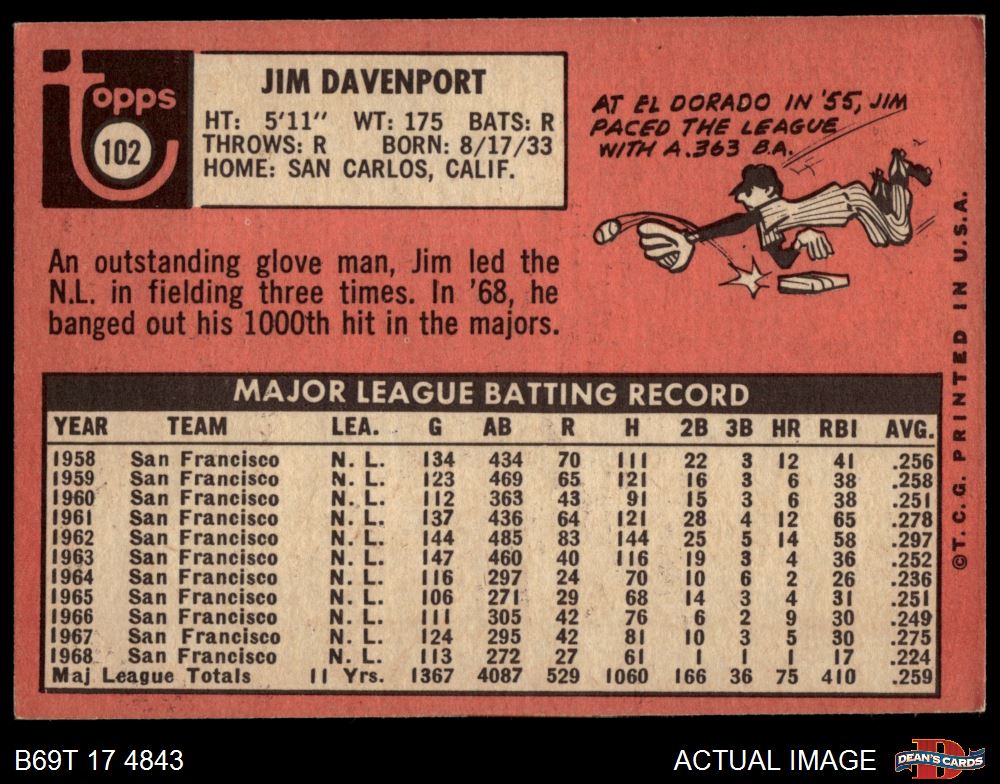 topps
102
JIM DAVENPORT
HT: 5'11" WT: 175 BATS: R
THROWS: R BORN: 8/17/33
HOME: SAN CARLOS, CALIF.
AT EL DORADO IN '55, JIM
PACED THE LEAGUE
WITH A .363 B.A.
An outstanding glove man, Jim led the
N.L. in fielding three times. In '68, he
banged out his 1000th hit in the majors.
MAJOR LEAGUE BATTING RECORD
YEAR TEAM LEA. G AB R H 2B 3B HR RBI AVG.
1958 San Francisco N. L. 134 434 70 111 22 3 12 41 .256
1959 San Francisco N. L. 123 469 65 121 16 3 6 38 .258
1960 San Francisco N. L. 112 363 43 91 15 3 6 38 .251
1961 San Francisco N. L. 137 436 64 121 28 4 12 65 .278
1962 San Francisco N. L. 144 485 83 144 25 5 14 58 .297
1963 San Francisco N. L. 147 460 40 116 19 3 4 36 .252
1964 San Francisco N. L. 116 297 24 70 10 6 2 26 .236
1965 San Francisco N. L. 106 271 29 68 14 3 4 31 .251
1966 San Francisco N. L. 111 305 42 76 6 2 9 30 .249
1967 San Francisco N. L. 124 295 42 81 10 3 5 30 .275
1968 San Francisco N. L. 113 272 27 61 1 1 1 17 .224
Maj League Totals 11 Yrs. 1367 4087 529 1060 166 36 75 410 .259
©T.C.G. PRINTED IN U.S.A.
B69T 17 4843
ACTUAL IMAGE
D
DEAN'S CARDS